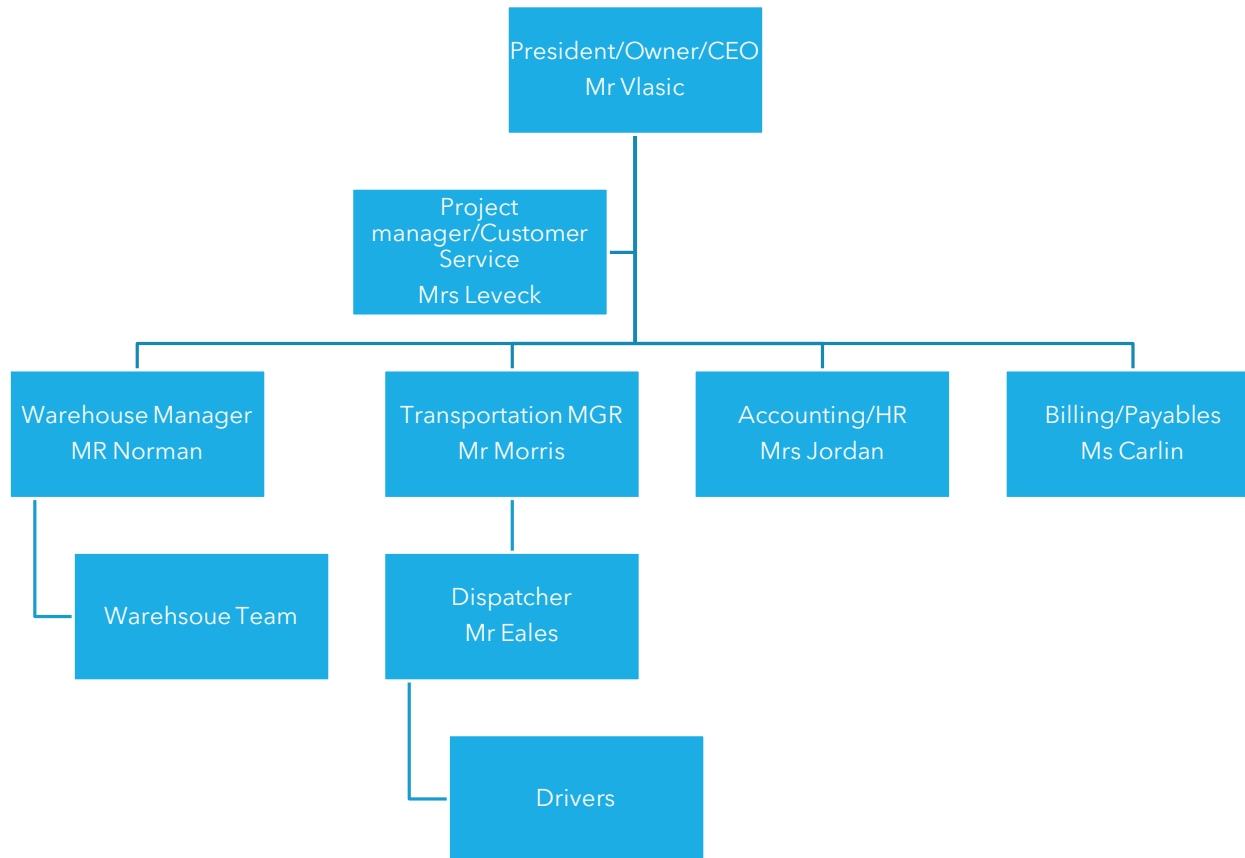 President/Owner/CEO
Mr Vlasic
Project
manager/Customer
Service
Mrs Leveck
Warehouse Manager
MR Norman
Transportation MGR
Mr Morris
Accounting/HR
Mrs Jordan
Billing/Payables
Ms Carlin
Warehsoue Team
Dispatcher
Mr Eales
Drivers